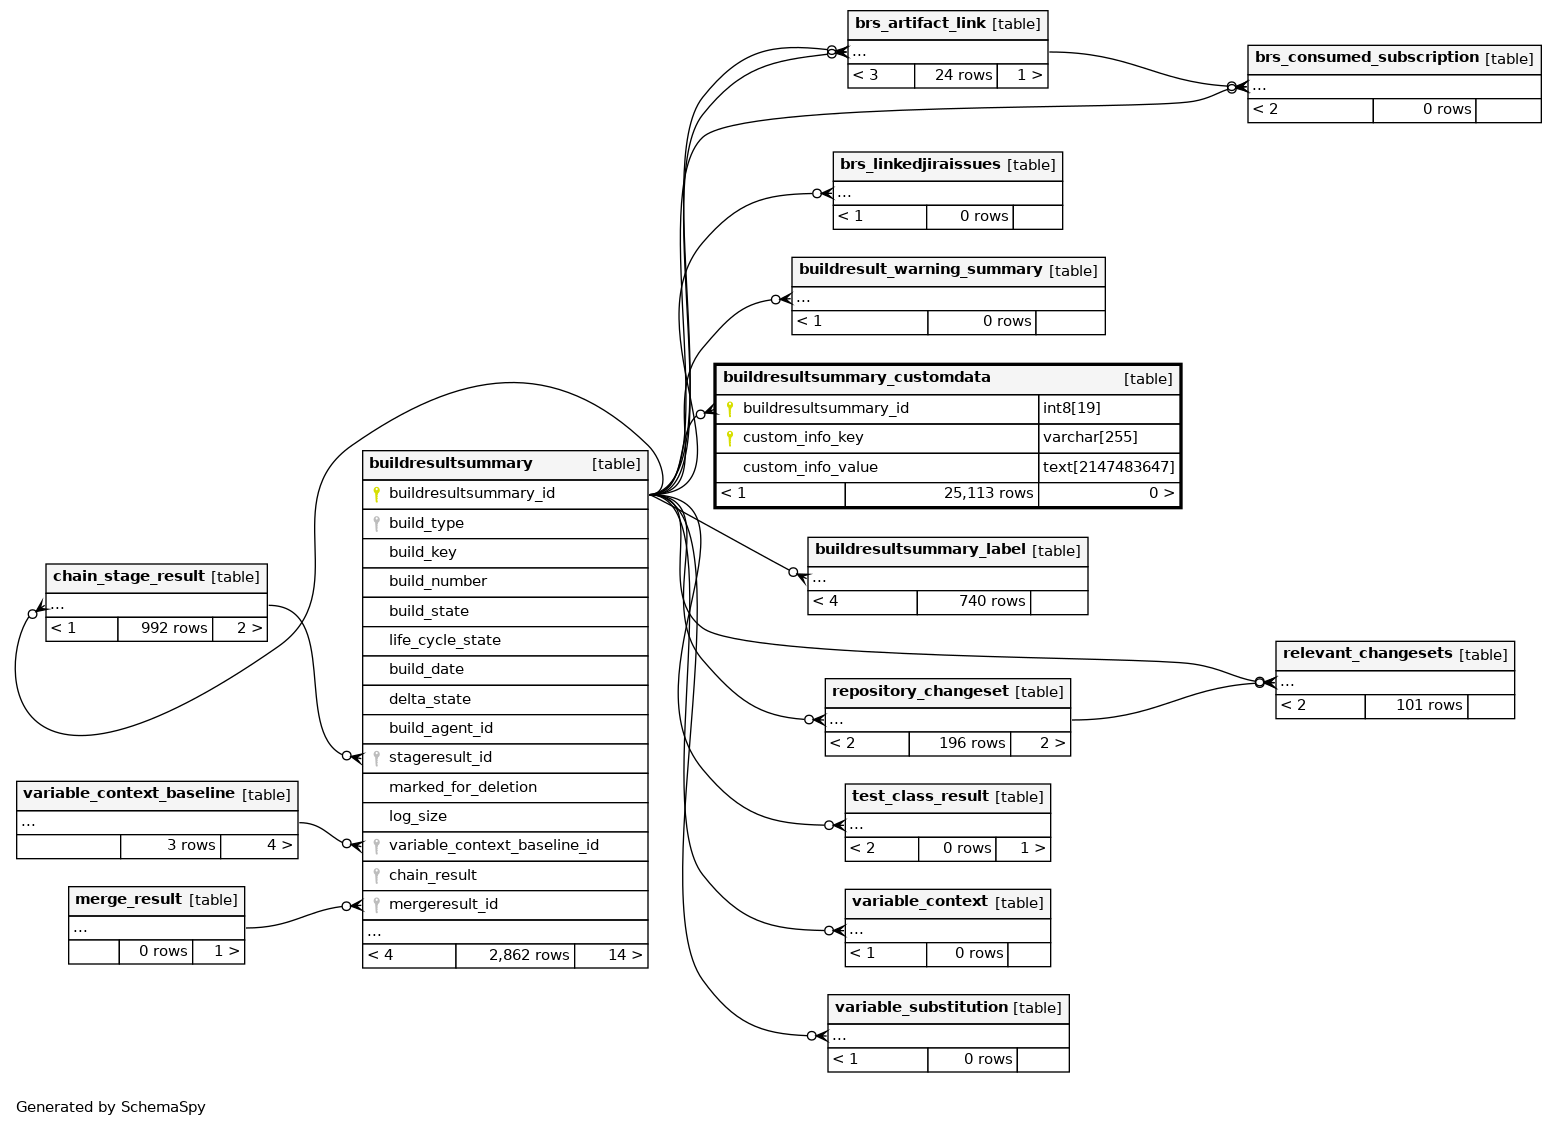 brs_artifact_link [table]
...
< 3 24 rows 1 >
brs_consumed_subscription [table]
...
< 2 0 rows
brs_linkedjiraissues [table]
...
< 1 0 rows
buildresult_warning_summary [table]
...
< 1 0 rows
buildresultsummary_customdata [table]
buildresultsummary_id int8[19]
custom_info_key varchar[255]
custom_info_value text[2147483647]
< 1 25,113 rows 0 >
buildresultsummary [table]
buildresultsummary_id
build_type
build_key
build_number
build_state
life_cycle_state
build_date
delta_state
build_agent_id
stageresult_id
marked_for_deletion
log_size
variable_context_baseline_id
chain_result
mergeresult_id
...
< 4 2,862 rows 14 >
buildresultsummary_label [table]
...
< 4 740 rows
chain_stage_result [table]
...
< 1 992 rows 2 >
relevant_changesets [table]
...
< 2 101 rows
repository_changeset [table]
...
< 2 196 rows 2 >
variable_context_baseline [table]
...
3 rows 4 >
test_class_result [table]
...
< 2 0 rows 1 >
merge_result [table]
...
0 rows 1 >
variable_context [table]
...
< 1 0 rows
variable_substitution [table]
...
< 1 0 rows
Generated by SchemaSpy